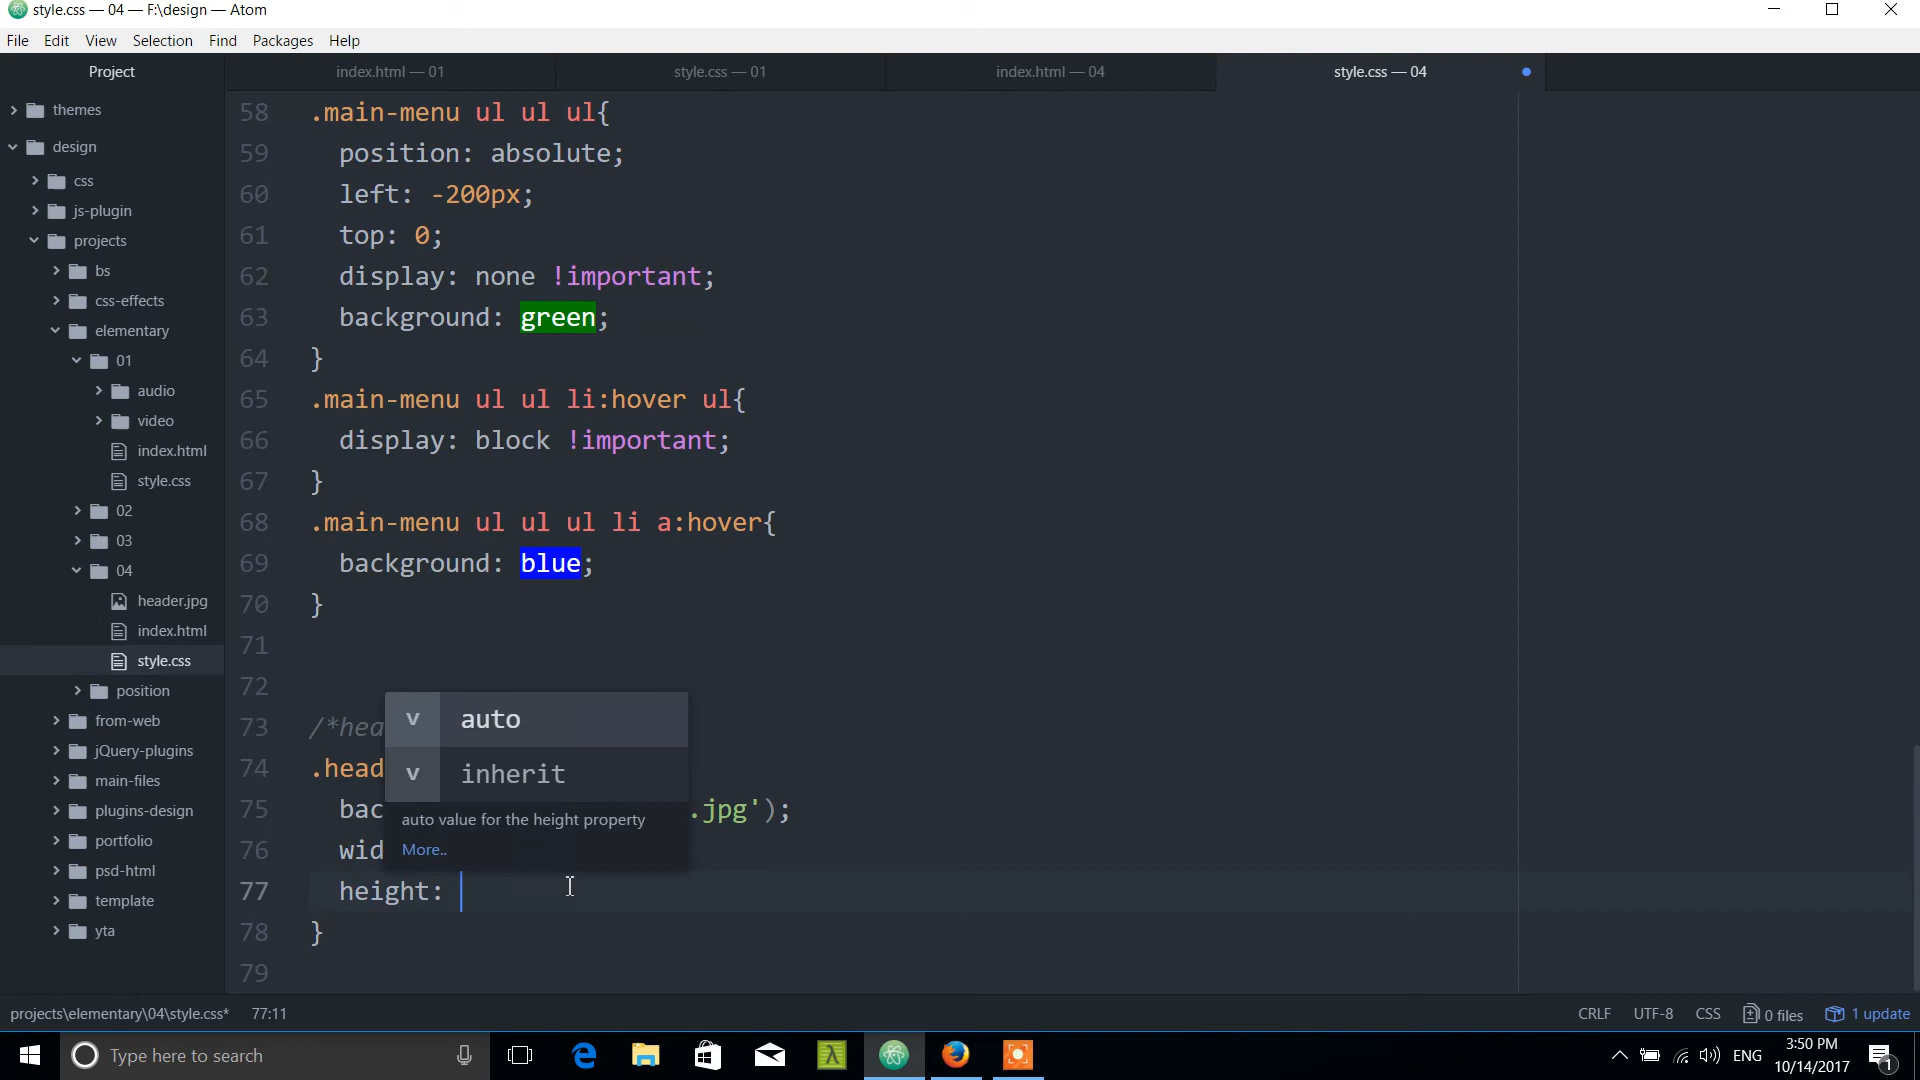 style.css — 04 — F:\design — Atom
File Edit View Selection Find Packages Help
Project
index.html — 01
style.css — 01
index.html — 04
style.css — 04
themes
design
css
js-plugin
projects
bs
css-effects
elementary
01
audio
video
index.html
style.css
02
03
04
header.jpg
index.html
style.css
position
from-web
jQuery-plugins
main-files
plugins-design
portfolio
psd-html
template
yta
58 .main-menu ul ul ul{
59 position: absolute;
60 left: -200px;
61 top: 0;
62 display: none !important;
63 background: green;
64 }
65 .main-menu ul ul li:hover ul{
66 display: block !important;
67 }
68 .main-menu ul ul ul li a:hover{
69 background: blue;
70 }
71
72
73 /*hea
74 .head
75 bac .jpg');
76 wid
77 height:
78 }
79
v auto
v inherit
auto value for the height property
More..
projects\elementary\04\style.css* 77:11
CRLF UTF-8 CSS 0 files 1 update
Type here to search
ENG
3:50 PM
10/14/2017
1